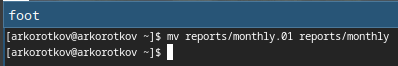 foot
[arkorotkov@arkorotkov ~]$ mv reports/monthly.01 reports/monthly
[arkorotkov@arkorotkov ~]$